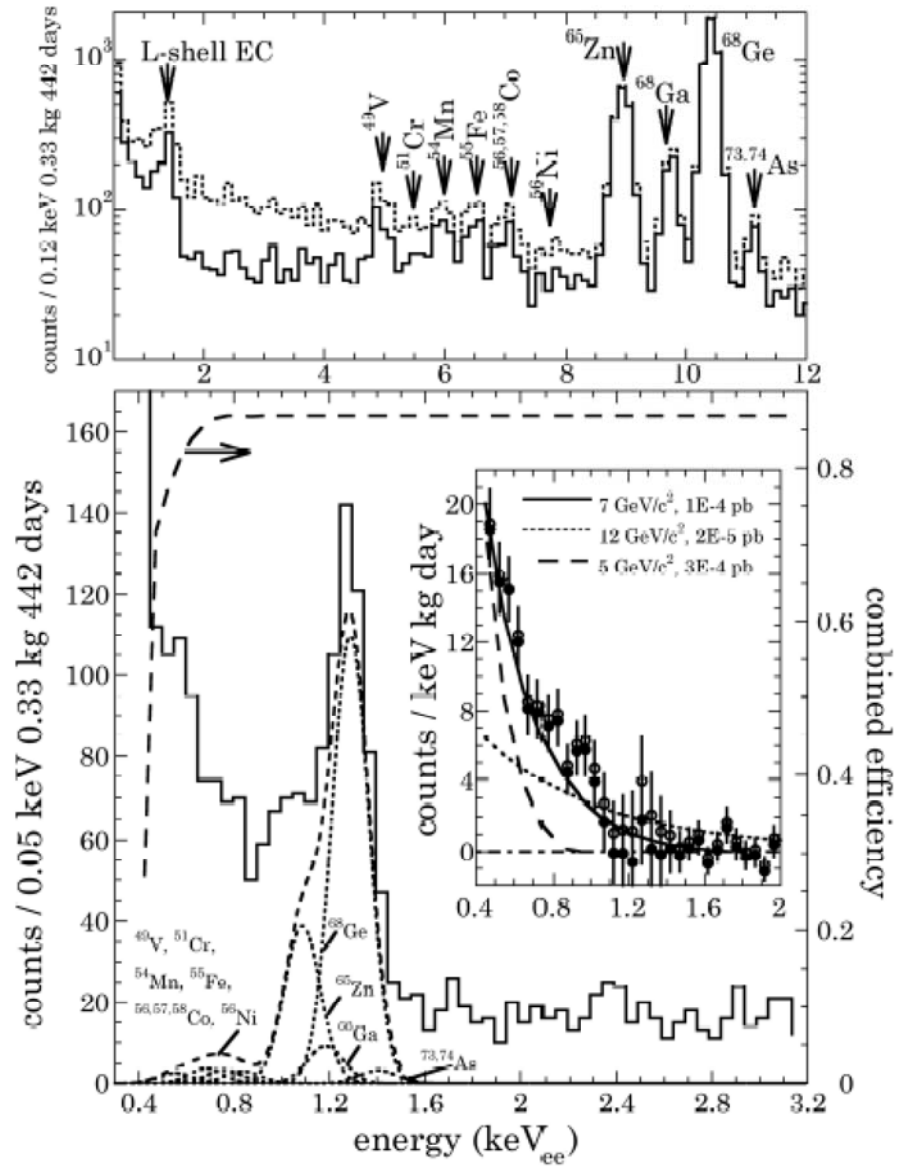 counts / 0.12 keV 0.33 kg 442 days
10³
10²
10¹
L-shell EC
⁴⁹V
⁵¹Cr
⁵⁴Mn
⁵⁵Fe
⁵⁶,⁵⁷,⁵⁸Co
⁵⁶Ni
⁶⁵Zn
⁶⁸Ga
⁶⁸Ge
⁷³,⁷⁴As
2 4 6 8 10 12
counts / 0.05 keV 0.33 kg 442 days
160
140
120
100
80
60
40
20
0
⁴⁹V, ⁵¹Cr,
⁵⁴Mn, ⁵⁵Fe,
⁵⁶,⁵⁷,⁵⁸Co, ⁵⁶Ni
⁶⁸Ge
⁶⁵Zn
Ga
⁷³,⁷⁴As
counts / keV kg day
20
16
12
8
4
0
7 GeV/c², 1E-4 pb
12 GeV/c², 2E-5 pb
5 GeV/c², 3E-4 pb
0.4 0.8 1.2 1.6 2
combined efficiency
0.8
0.6
0.4
0.2
0
0.4 0.8 1.2 1.6 2 2.4 2.8 3.2
energy (keVₑₑ)